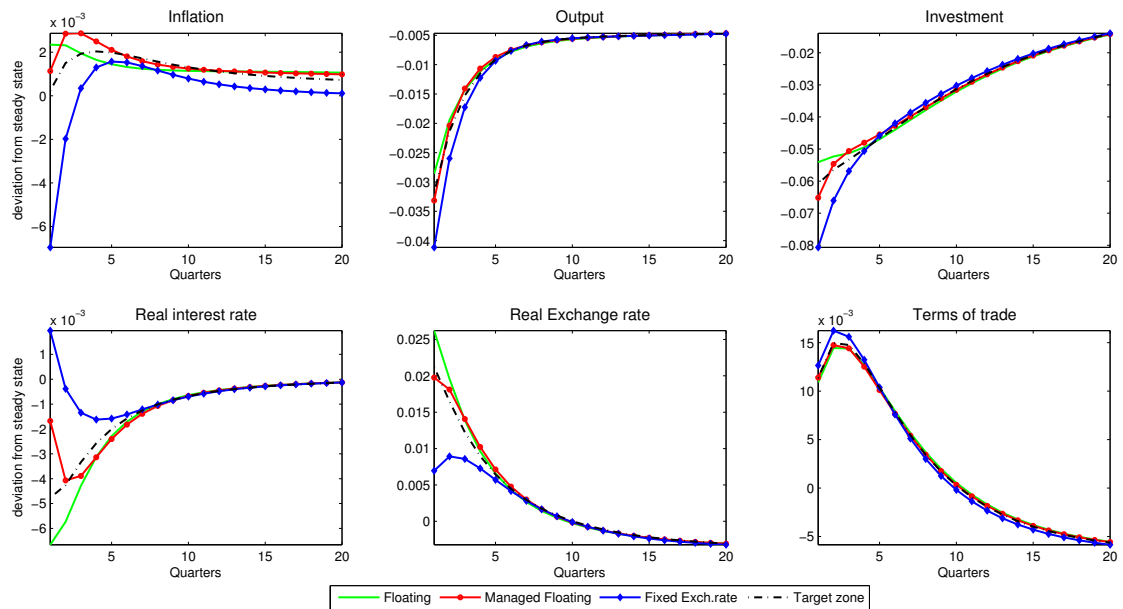 Inflation
x 10⁻³
deviation from steady state
2
0
−2
−4
−6
5 10 15 20
Quarters
Output
−0.005
−0.01
−0.015
−0.02
−0.025
−0.03
−0.035
−0.04
5 10 15 20
Quarters
Investment
−0.02
−0.03
−0.04
−0.05
−0.06
−0.07
−0.08
5 10 15 20
Quarters
Real interest rate
x 10⁻³
deviation from steady state
1
0
−1
−2
−3
−4
−5
−6
5 10 15 20
Quarters
Real Exchange rate
0.025
0.02
0.015
0.01
0.005
0
5 10 15 20
Quarters
Terms of trade
x 10⁻³
15
10
5
0
−5
5 10 15 20
Quarters
Floating Managed Floating Fixed Exch.rate Target zone